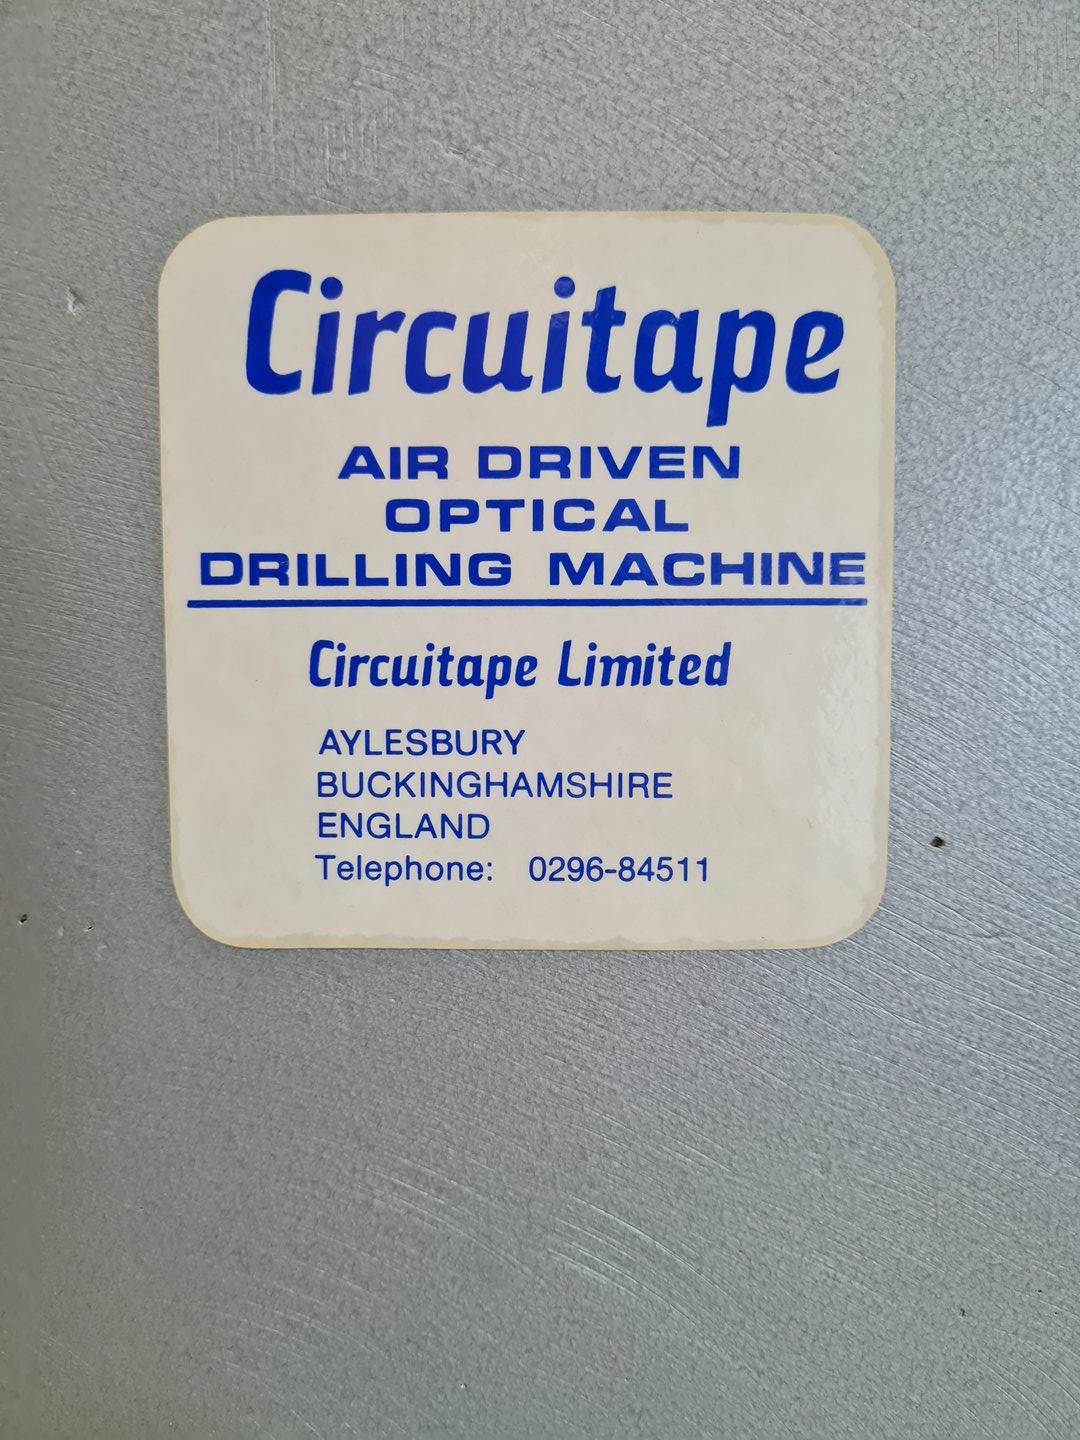 Circuitape
AIR DRIVEN
OPTICAL
DRILLING MACHINE
Circuitape Limited
AYLESBURY
BUCKINGHAMSHIRE
ENGLAND
Telephone: 0296-84511